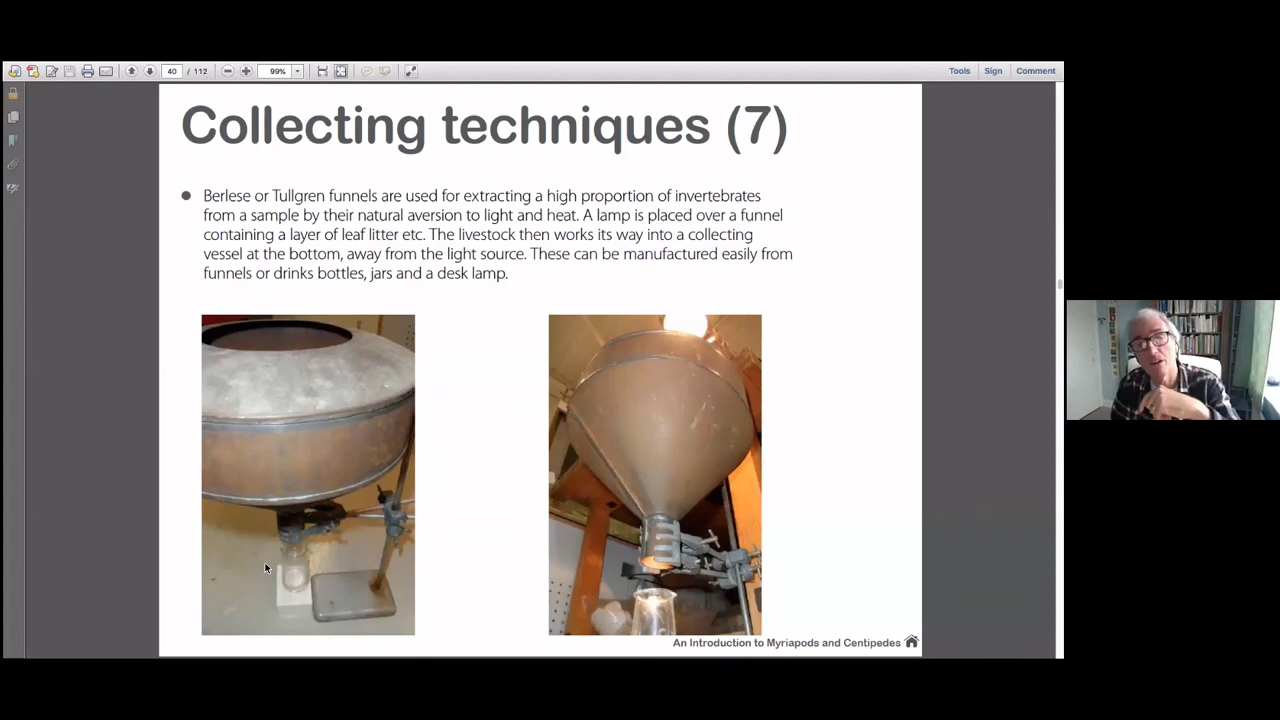 40 / 112
99%
Tools Sign Comment
Collecting techniques (7)
Berlese or Tullgren funnels are used for extracting a high proportion of invertebrates
from a sample by their natural aversion to light and heat. A lamp is placed over a funnel
containing a layer of leaf litter etc. The livestock then works its way into a collecting
vessel at the bottom, away from the light source. These can be manufactured easily from
funnels or drinks bottles, jars and a desk lamp.
An Introduction to Myriapods and Centipedes